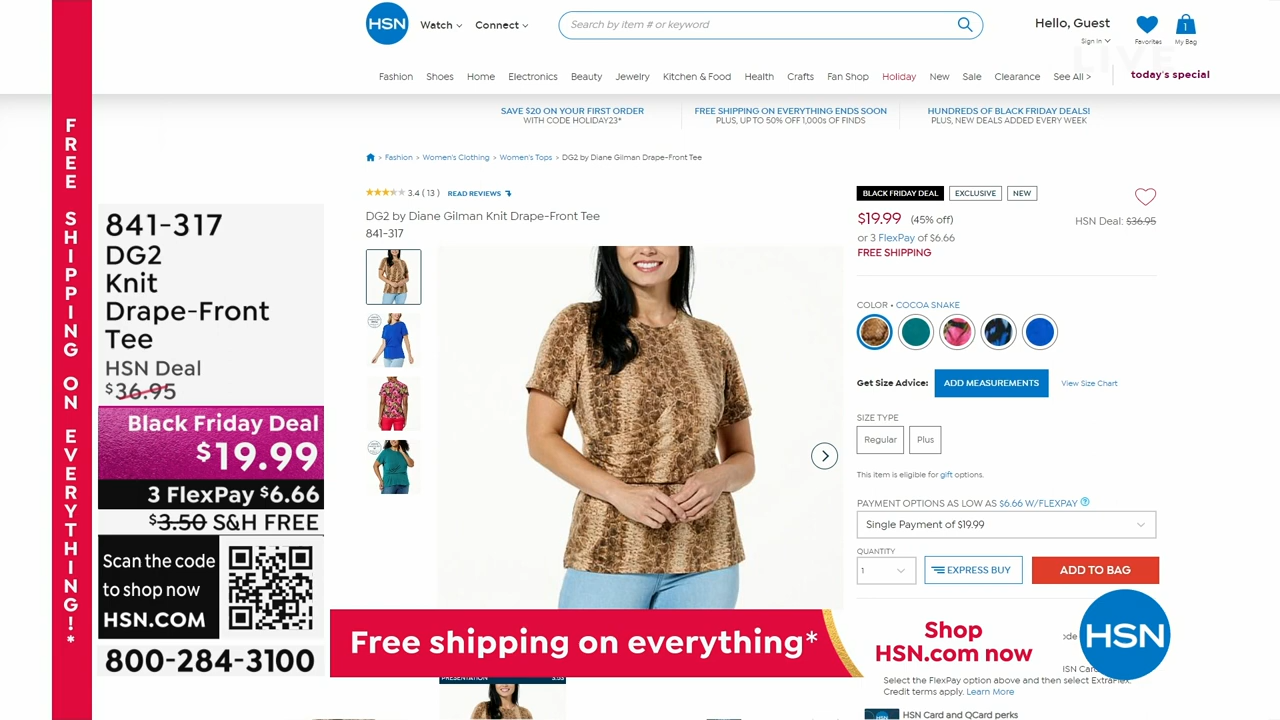 HSN
Watch
Connect
Search by item # or keyword
Hello, Guest
Sign In
Favorites
1
My Bag
LIVE
Fashion Shoes Home Electronics Beauty Jewelry Kitchen & Food Health Crafts Fan Shop Holiday New Sale Clearance See All >
today's special
SAVE $20 ON YOUR FIRST ORDER
WITH CODE HOLIDAY23*
FREE SHIPPING ON EVERYTHING ENDS SOON
PLUS, UP TO 50% OFF 1,000s OF FINDS
HUNDREDS OF BLACK FRIDAY DEALS!
PLUS, NEW DEALS ADDED EVERY WEEK
FREE SHIPPING ON EVERYTHING!*
841-317
DG2
Knit
Drape-Front
Tee
HSN Deal
$36.95
Black Friday Deal
$19.99
3 FlexPay $6.66
$3.50 S&H FREE
Scan the code
to shop now
HSN.COM
800-284-3100
> Fashion > Women's Clothing > Women's Tops > DG2 by Diane Gilman Drape-Front Tee
3.4 ( 13 ) READ REVIEWS
DG2 by Diane Gilman Knit Drape-Front Tee
841-317
BLACK FRIDAY DEAL EXCLUSIVE NEW
$19.99 (45% off)
HSN Deal: $36.95
or 3 FlexPay of $6.66
FREE SHIPPING
COLOR • COCOA SNAKE
Get Size Advice: ADD MEASUREMENTS View Size Chart
SIZE TYPE
Regular Plus
This item is eligible for gift options.
PAYMENT OPTIONS AS LOW AS $6.66 W/FLEXPAY
Single Payment of $19.99
QUANTITY
1
EXPRESS BUY
ADD TO BAG
Free shipping on everything*
Shop
HSN.com now
HSN
ode
ISN Car
Select the FlexPay option above and then select ExtraFlex.
Credit terms apply. Learn More
PRESENTATION 3:53
HSN Card and QCard perks